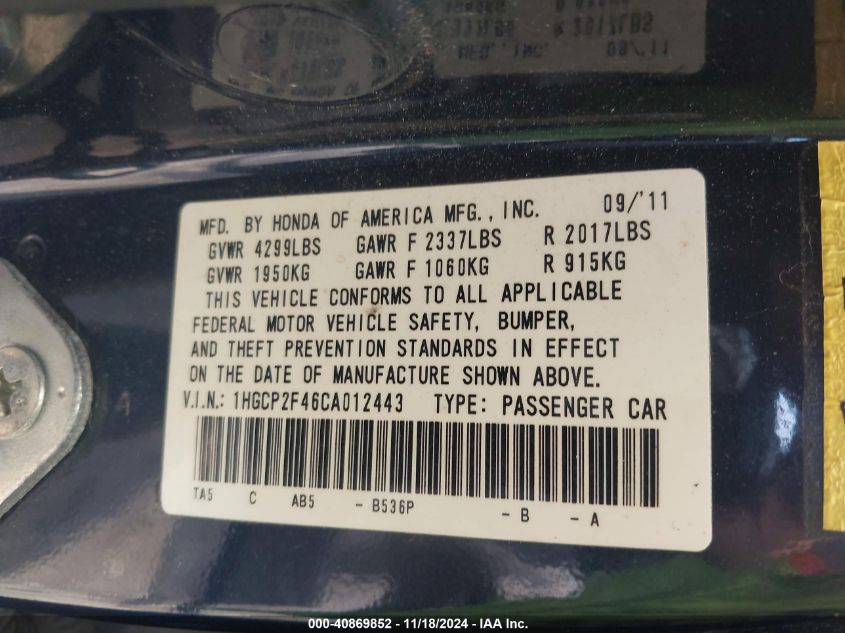 MFD. BY HONDA OF AMERICA MFG., INC. 09/'11
GVWR 4299LBS GAWR F 2337LBS R 2017LBS
GVWR 1950KG GAWR F 1060KG R 915KG
THIS VEHICLE CONFORMS TO ALL APPLICABLE
FEDERAL MOTOR VEHICLE SAFETY, BUMPER,
AND THEFT PREVENTION STANDARDS IN EFFECT
ON THE DATE OF MANUFACTURE SHOWN ABOVE.
V.I.N.: 1HGCP2F46CA012443 TYPE: PASSENGER CAR
TA5 C AB5 - B536P - B - A
4
000-40869852 - 11/18/2024 - IAA Inc.